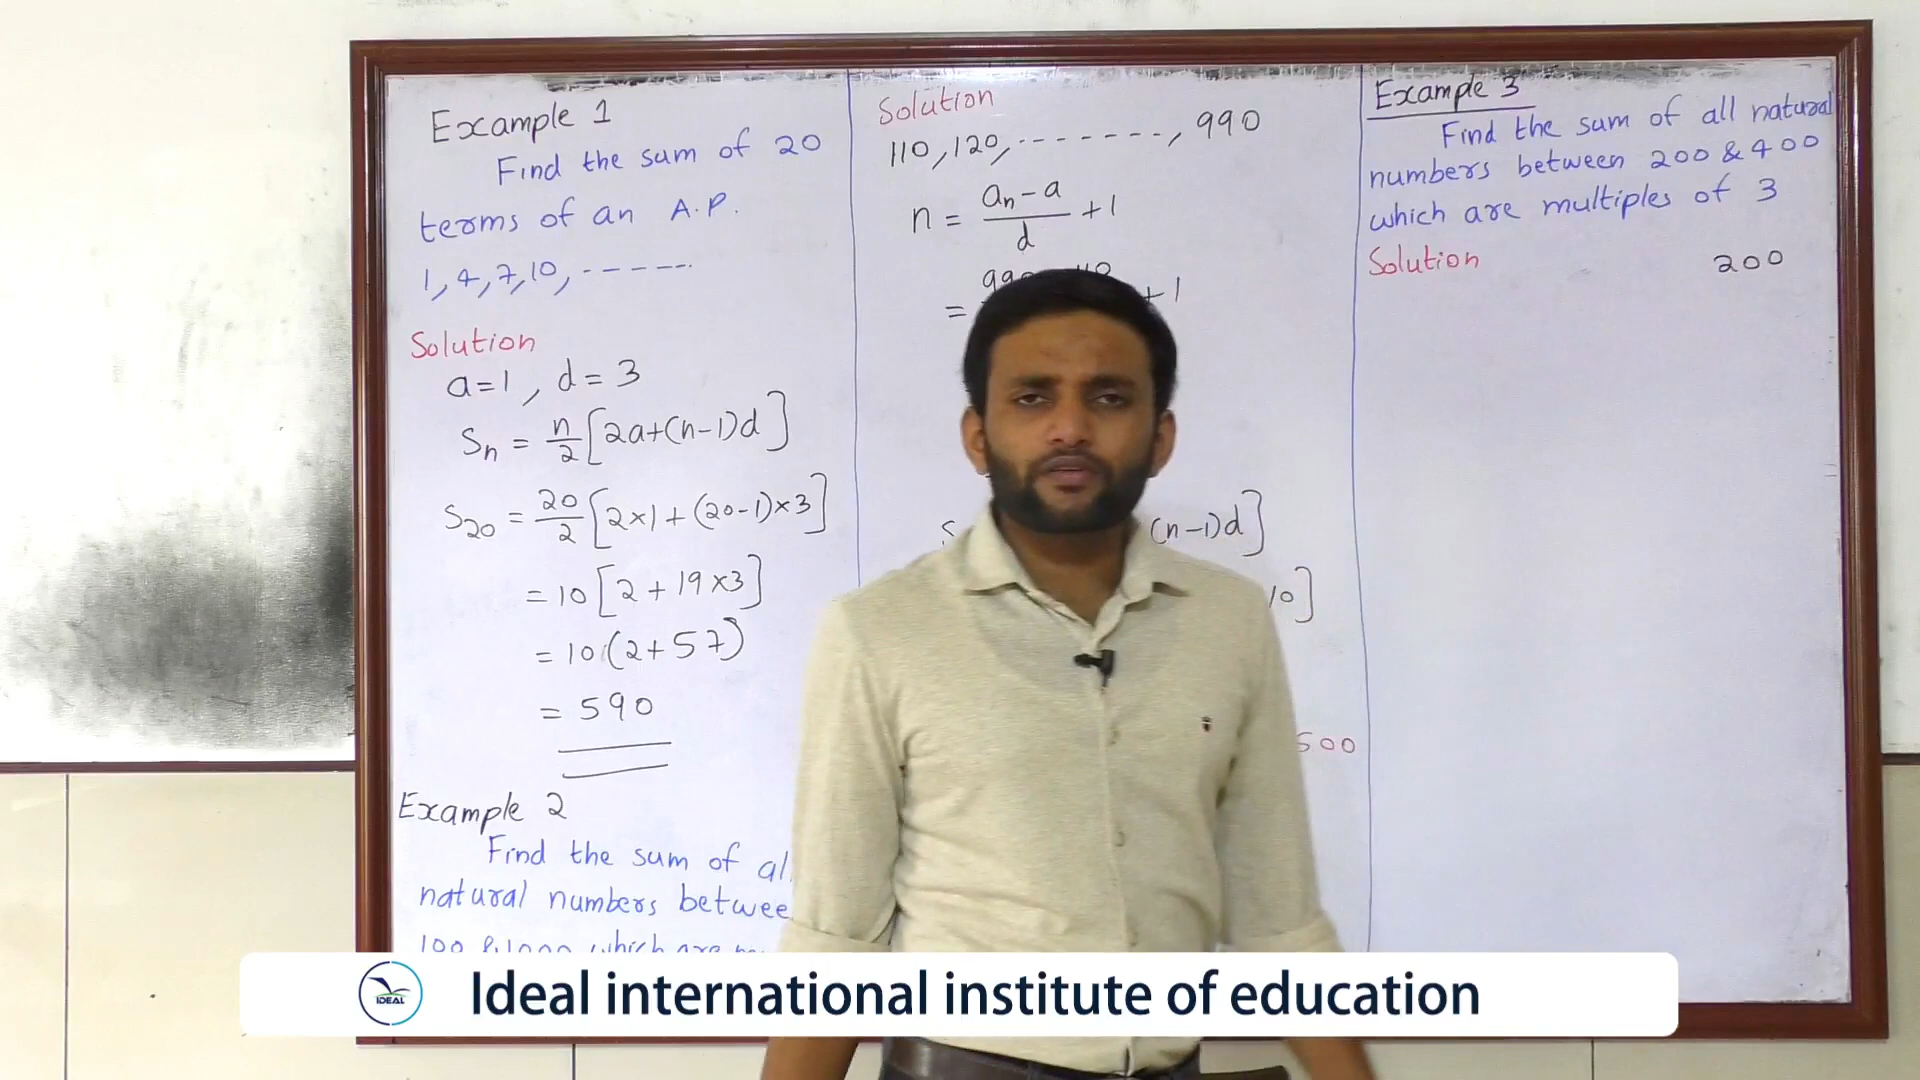 Example 1
Find the sum of 20
terms of an A.P.
1, 4, 7, 10, -----
Solution
a=1, d=3
Sn = n/2 [2a+(n-1)d]
S20 = 20/2 [2×1+(20-1)×3]
= 10[2+19×3]
= 10(2+57)
= 590
Example 2
Find the sum of
natural numbers
100
Solution
110, 120, -------, 990
n = (an-a)/d +1
= +1
(n-1)d]
10]
500
Example 3
Find the sum of all natural
numbers between 200 & 400
which are multiples of 3
Solution 200
IDEAL
Ideal international institute of education